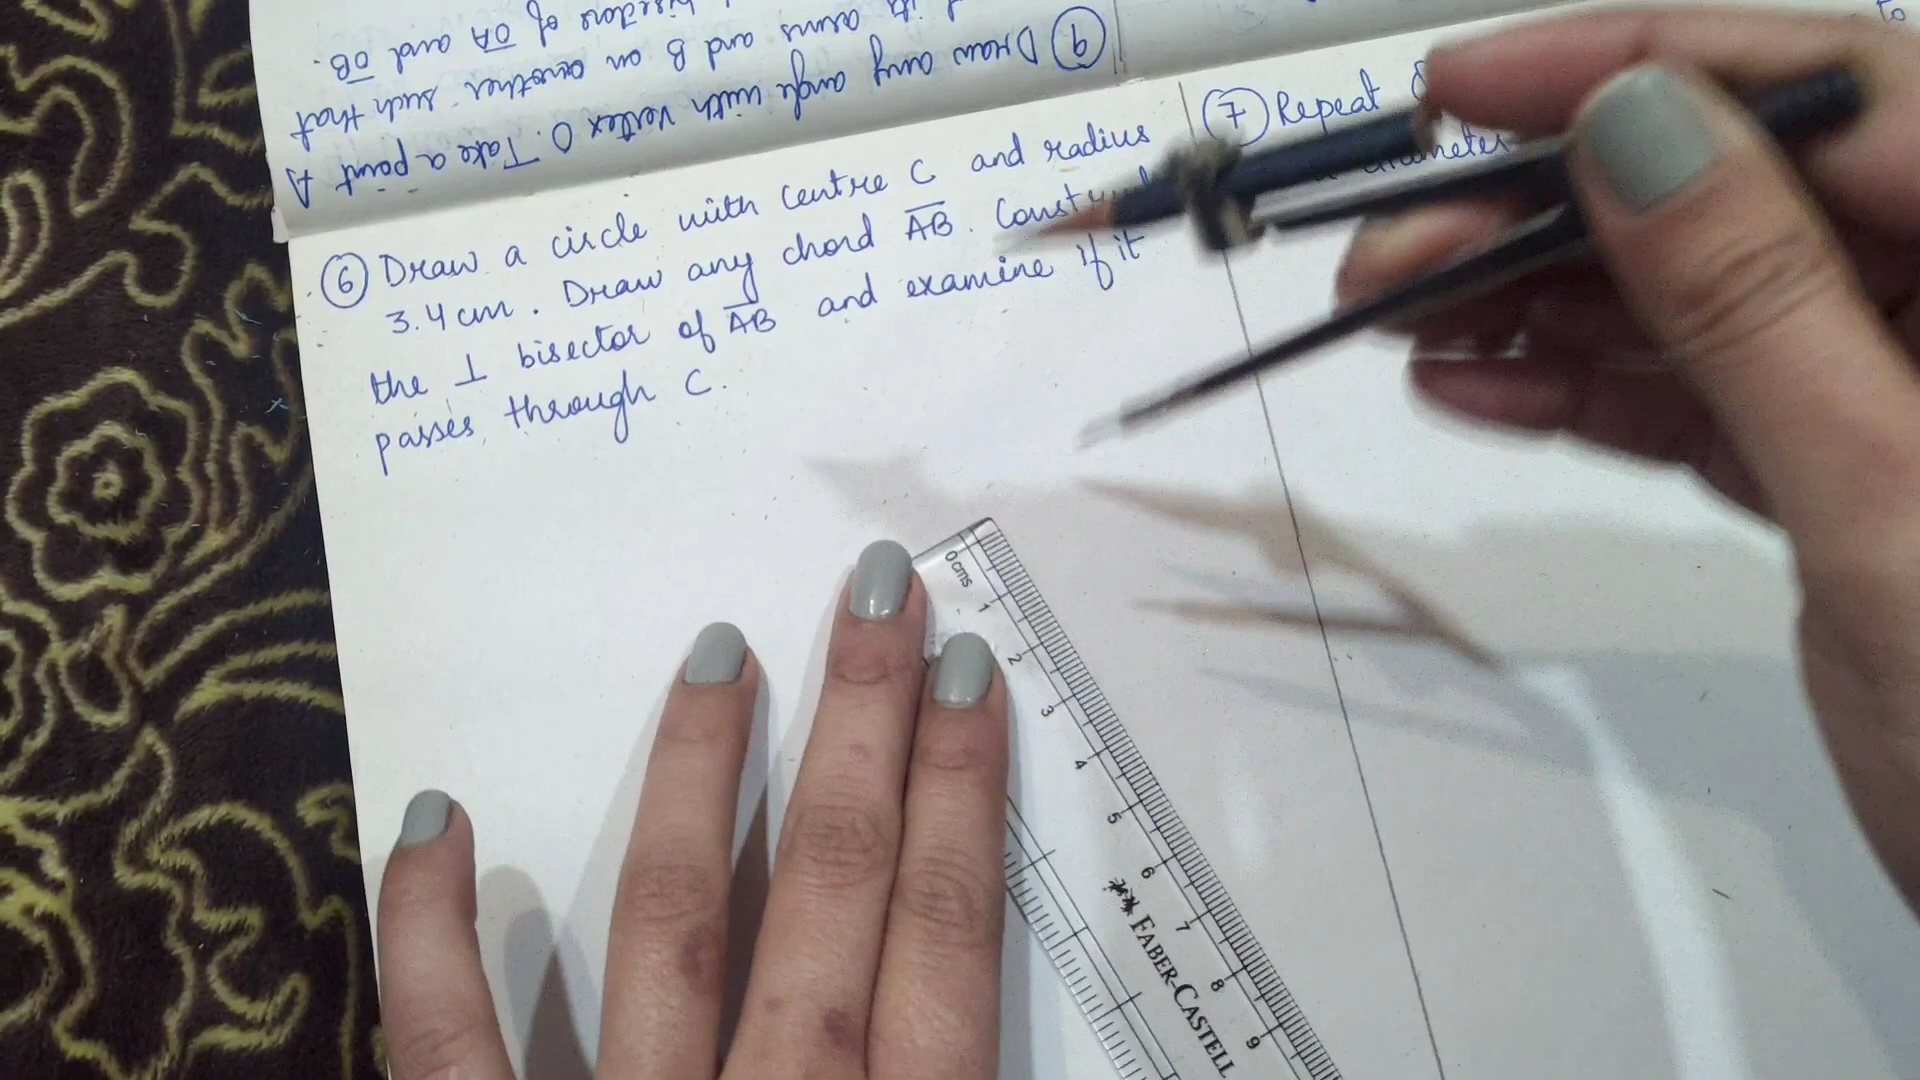 ⑨ Draw any angle with vertex O. Take a point A
its arms and B on another, such that
bisectors of OA and OB.
⑥ Draw a circle with centre C and radius
3.4 cm. Draw any chord AB. Construct
the ⊥ bisector of AB and examine if it
passes through C.
⑦ Repeat
diameter
to
0 cms 1 2 3 4 5 6 7 8 9
FABER-CASTELL